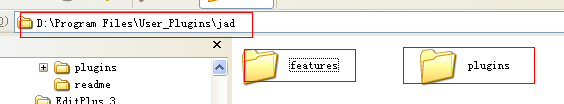 D:\Program Files\User_Plugins\jad
plugins
readme
EditPlus 3
features
plugins